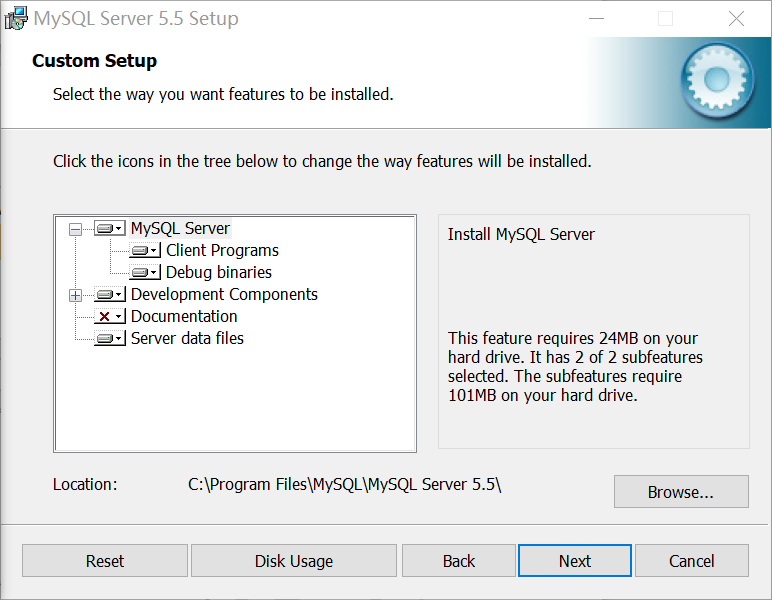 MySQL Server 5.5 Setup
Custom Setup
Select the way you want features to be installed.
Click the icons in the tree below to change the way features will be installed.
MySQL Server
Client Programs
Debug binaries
Development Components
Documentation
Server data files
Install MySQL Server
This feature requires 24MB on your
hard drive. It has 2 of 2 subfeatures
selected. The subfeatures require
101MB on your hard drive.
Location:
C:\Program Files\MySQL\MySQL Server 5.5\
Browse...
Reset
Disk Usage
Back
Next
Cancel